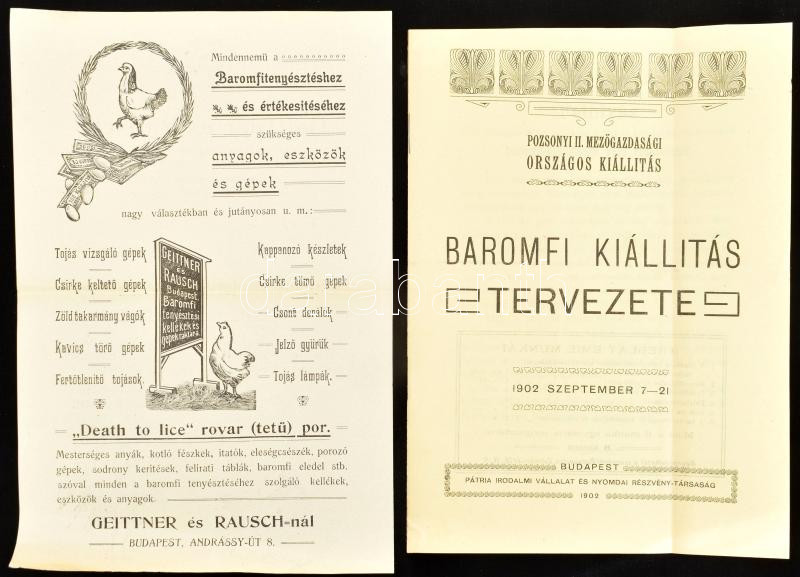 Mindennemü a
Baromfitenyésztéshez
és értékesitéséhez
szükséges
anyagok, eszközök
és gépek
nagy választékban és jutányosan u. m.:
Tojás vizsgáló gépek
Csirke keltető gépek
Zöld takarmány vágók
Kavics törő gépek
Fertőtlenitő tojások.
GEITTNER
és
RAUSCH
Budapest.
Baromfi
tenyésztési
kellékek és
gépek raktára.
Kappanozó készletek
Csirke tömő gépek
Csont darálók
Jelző gyürük
Tojás lámpák.
„Death to lice“ rovar (tetű) por.
Mesterséges anyák, kotló fészkek, itatók, eleségcsészék, porozó
gépek, sodrony keritések, felirati táblák, baromfi eledel stb.
szóval minden a baromfi tenyésztéséhez szolgáló kellékek,
eszközök és anyagok.
GEITTNER és RAUSCH=nál
BUDAPEST, ANDRÁSSY-ÚT 8.
POZSONYI II. MEZŐGAZDASÁGI
ORSZÁGOS KIÁLLITÁS
BAROMFI KIÁLLITÁS
TERVEZETE
1902 SZEPTEMBER 7—21
BUDAPEST
PÁTRIA IRODALMI VÁLLALAT ÉS NYOMDAI RÉSZVÉNY-TÁRSASÁG
1902